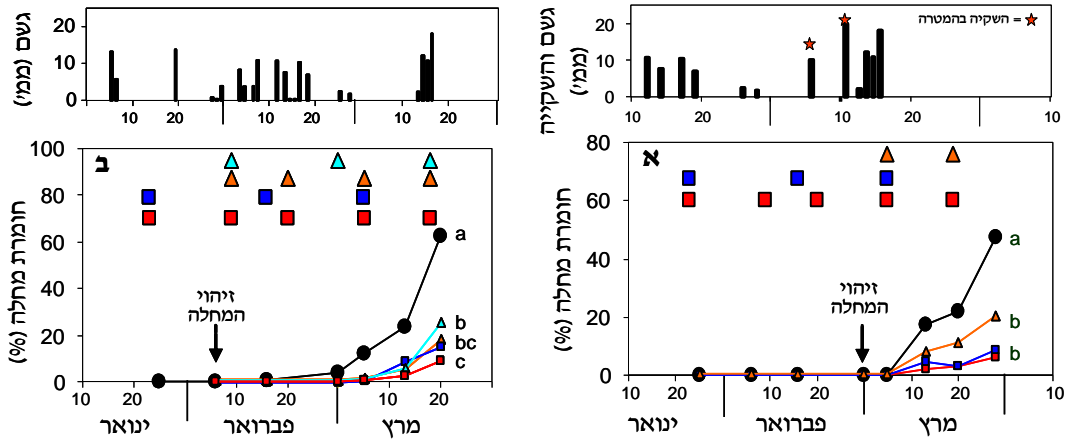 גשם והשקייה (ממ׳)
20
10
0
★ = השקיה בהמטרה
10 20 10 20 10 20 10
א
חומרת מחלה (%)
80
60
40
20
0
זיהוי
המחלה
a
b
b
10 20 10 20 10 20 10
ינואר פברואר מרץ
גשם (ממ׳)
20
10
0
10 20 10 20 10 20
ב
חומרת מחלה (%)
100
80
60
40
20
0
זיהוי
המחלה
a
b
bc
c
10 20 10 20 10 20
ינואר פברואר מרץ